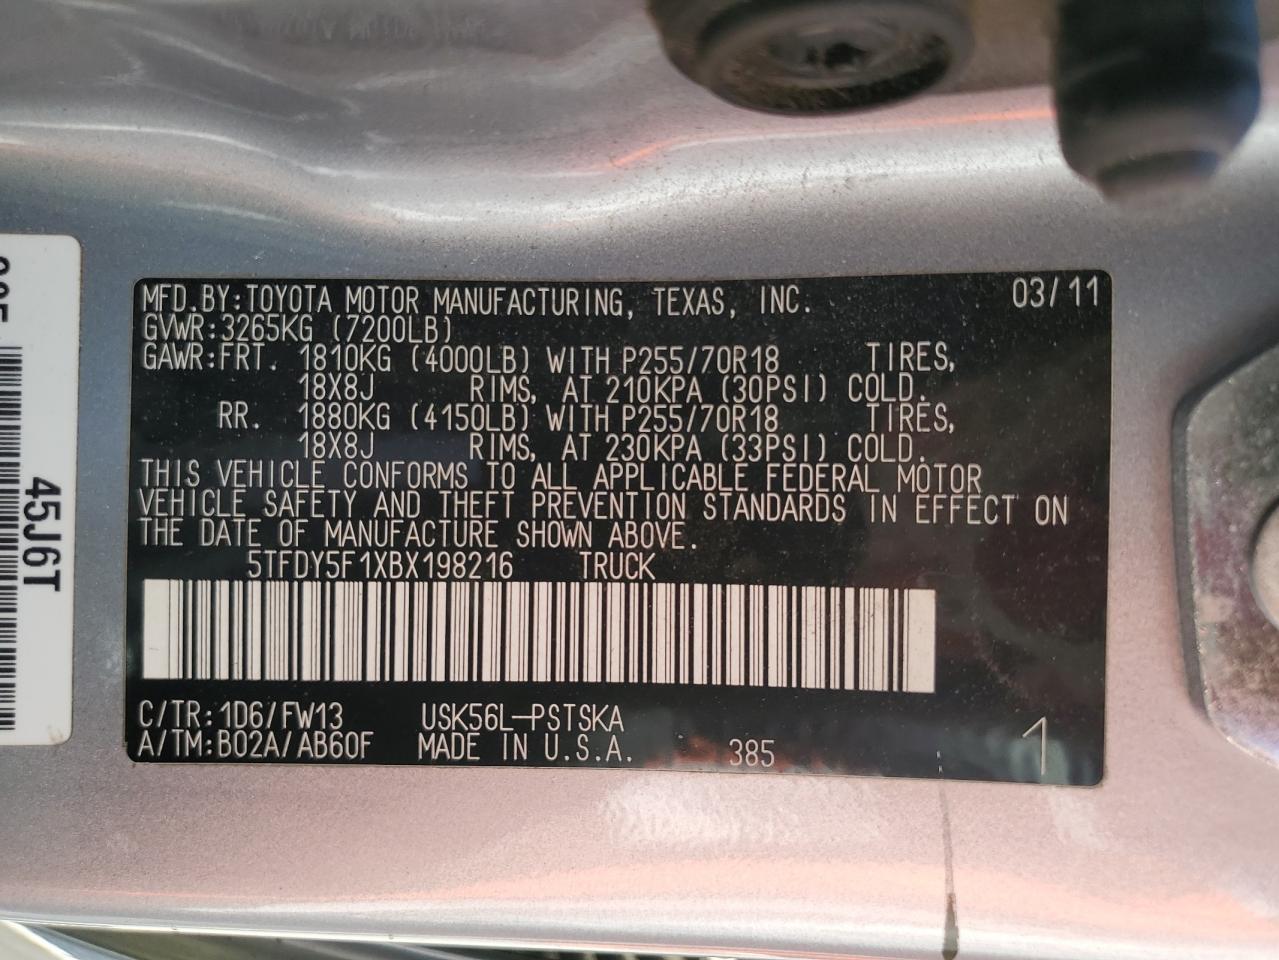 MFD.BY:TOYOTA MOTOR MANUFACTURING, TEXAS, INC. 03/11
GVWR:3265KG (7200LB)
GAWR:FRT. 1810KG (4000LB) WITH P255/70R18 TIRES,
18X8J RIMS, AT 210KPA (30PSI) COLD.
RR. 1880KG (4150LB) WITH P255/70R18 TIRES,
18X8J RIMS, AT 230KPA (33PSI) COLD.
THIS VEHICLE CONFORMS TO ALL APPLICABLE FEDERAL MOTOR
VEHICLE SAFETY AND THEFT PREVENTION STANDARDS IN EFFECT ON
THE DATE OF MANUFACTURE SHOWN ABOVE.
5TFDY5F1XBX198216 TRUCK
C/TR:1D6/FW13 USK56L-PSTSKA
A/TM:B02A/AB60F MADE IN U.S.A. 385 1
45J6T